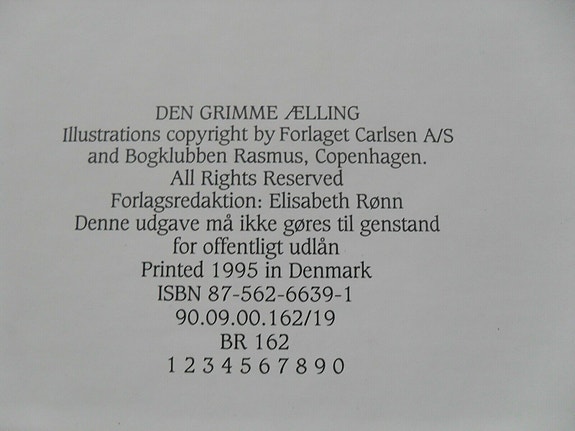 DEN GRIMME ÆLLING
Illustrations copyright by Forlaget Carlsen A/S
and Bogklubben Rasmus, Copenhagen.
All Rights Reserved
Forlagsredaktion: Elisabeth Rønn
Denne udgave må ikke gøres til genstand
for offentligt udlån
Printed 1995 in Denmark
ISBN 87-562-6639-1
90.09.00.162/19
BR 162
1 2 3 4 5 6 7 8 9 0